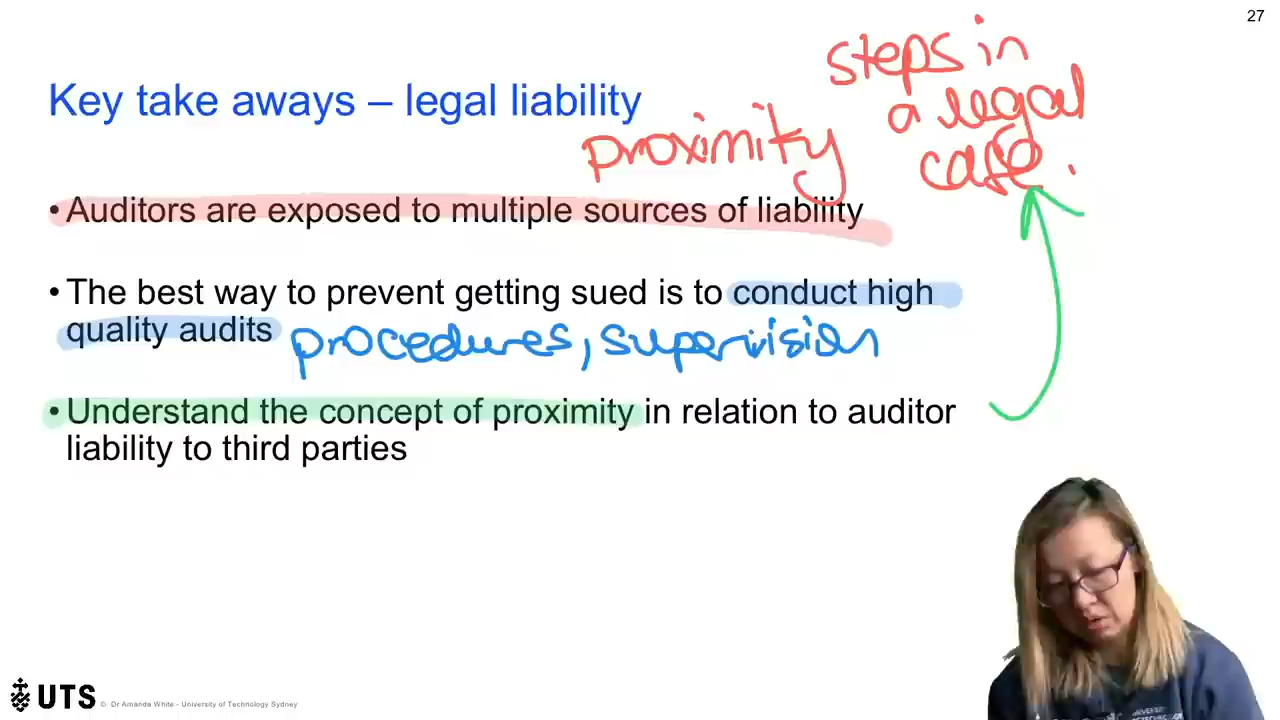 27
steps in
a legal
case.
Key take aways – legal liability
proximity
• Auditors are exposed to multiple sources of liability
• The best way to prevent getting sued is to conduct high
quality audits
procedures, supervision
• Understand the concept of proximity in relation to auditor
liability to third parties
UTS
© Dr Amanda White - University of Technology Sydney